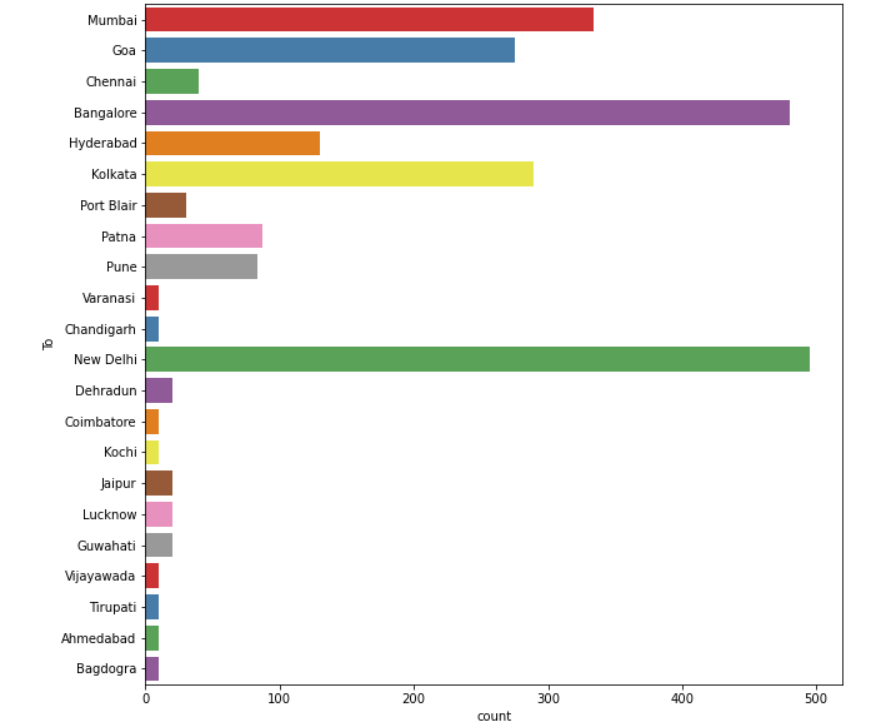 Mumbai
Goa
Chennai
Bangalore
Hyderabad
Kolkata
Port Blair
Patna
Pune
Varanasi
Chandigarh
To
New Delhi
Dehradun
Coimbatore
Kochi
Jaipur
Lucknow
Guwahati
Vijayawada
Tirupati
Ahmedabad
Bagdogra
0 100 200 300 400 500
count